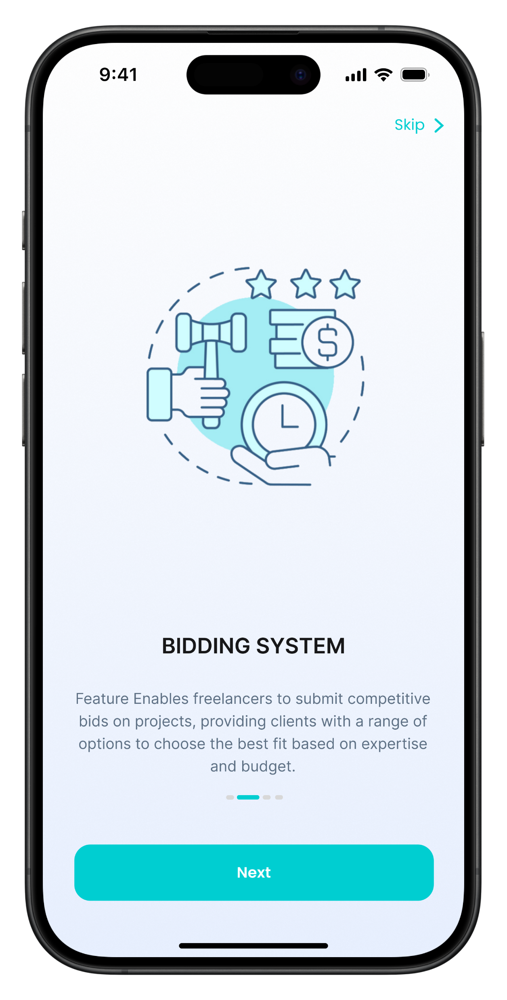 9:41
Skip
$
BIDDING SYSTEM
Feature Enables freelancers to submit competitive
bids on projects, providing clients with a range of
options to choose the best fit based on expertise
and budget.
Next